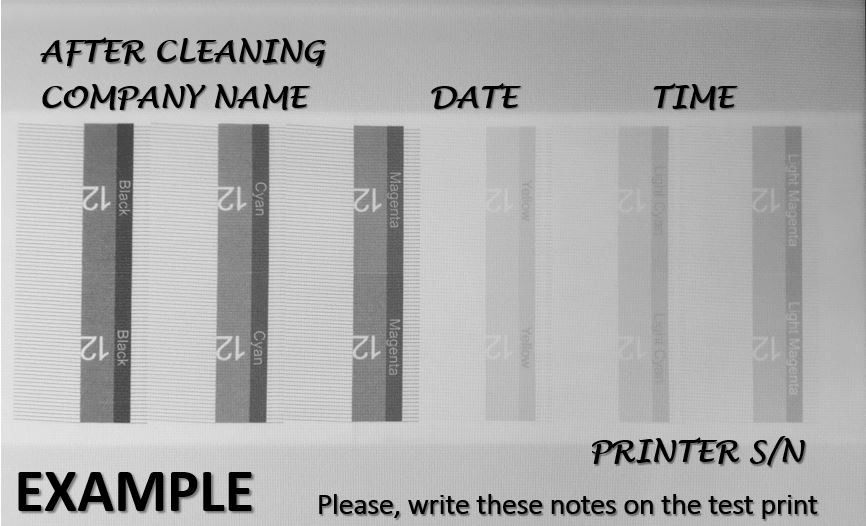 AFTER CLEANING
COMPANY NAME DATE TIME
12 Black 12 Cyan 12 Magenta 12 Yellow 12 Light Cyan 12 Light Magenta
12 Black 12 Cyan 12 Magenta 12 Yellow 12 Light Cyan 12 Light Magenta
PRINTER S/N
EXAMPLE
Please, write these notes on the test print